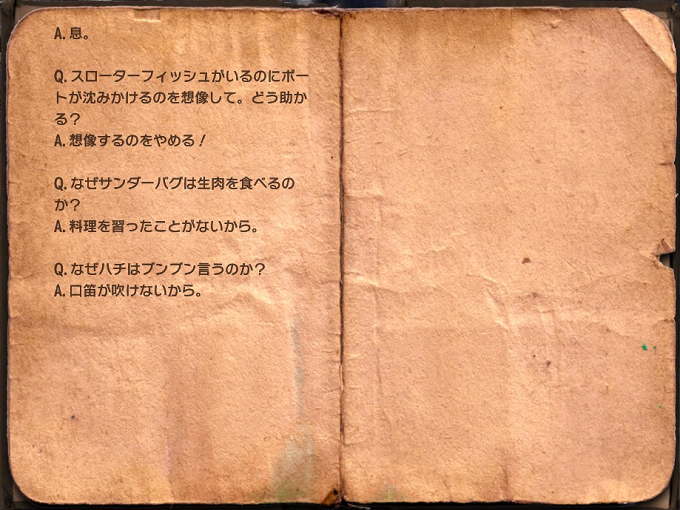 A.息。
Q.スローターフィッシュがいるのにボー
トが沈みかけるのを想像して。どう助か
る？
A.想像するのをやめる！
Q.なぜサンダーバグは生肉を食べるの
か？
A.料理を習ったことがないから。
Q.なぜハチはブンブン言うのか？
A.口笛が吹けないから。